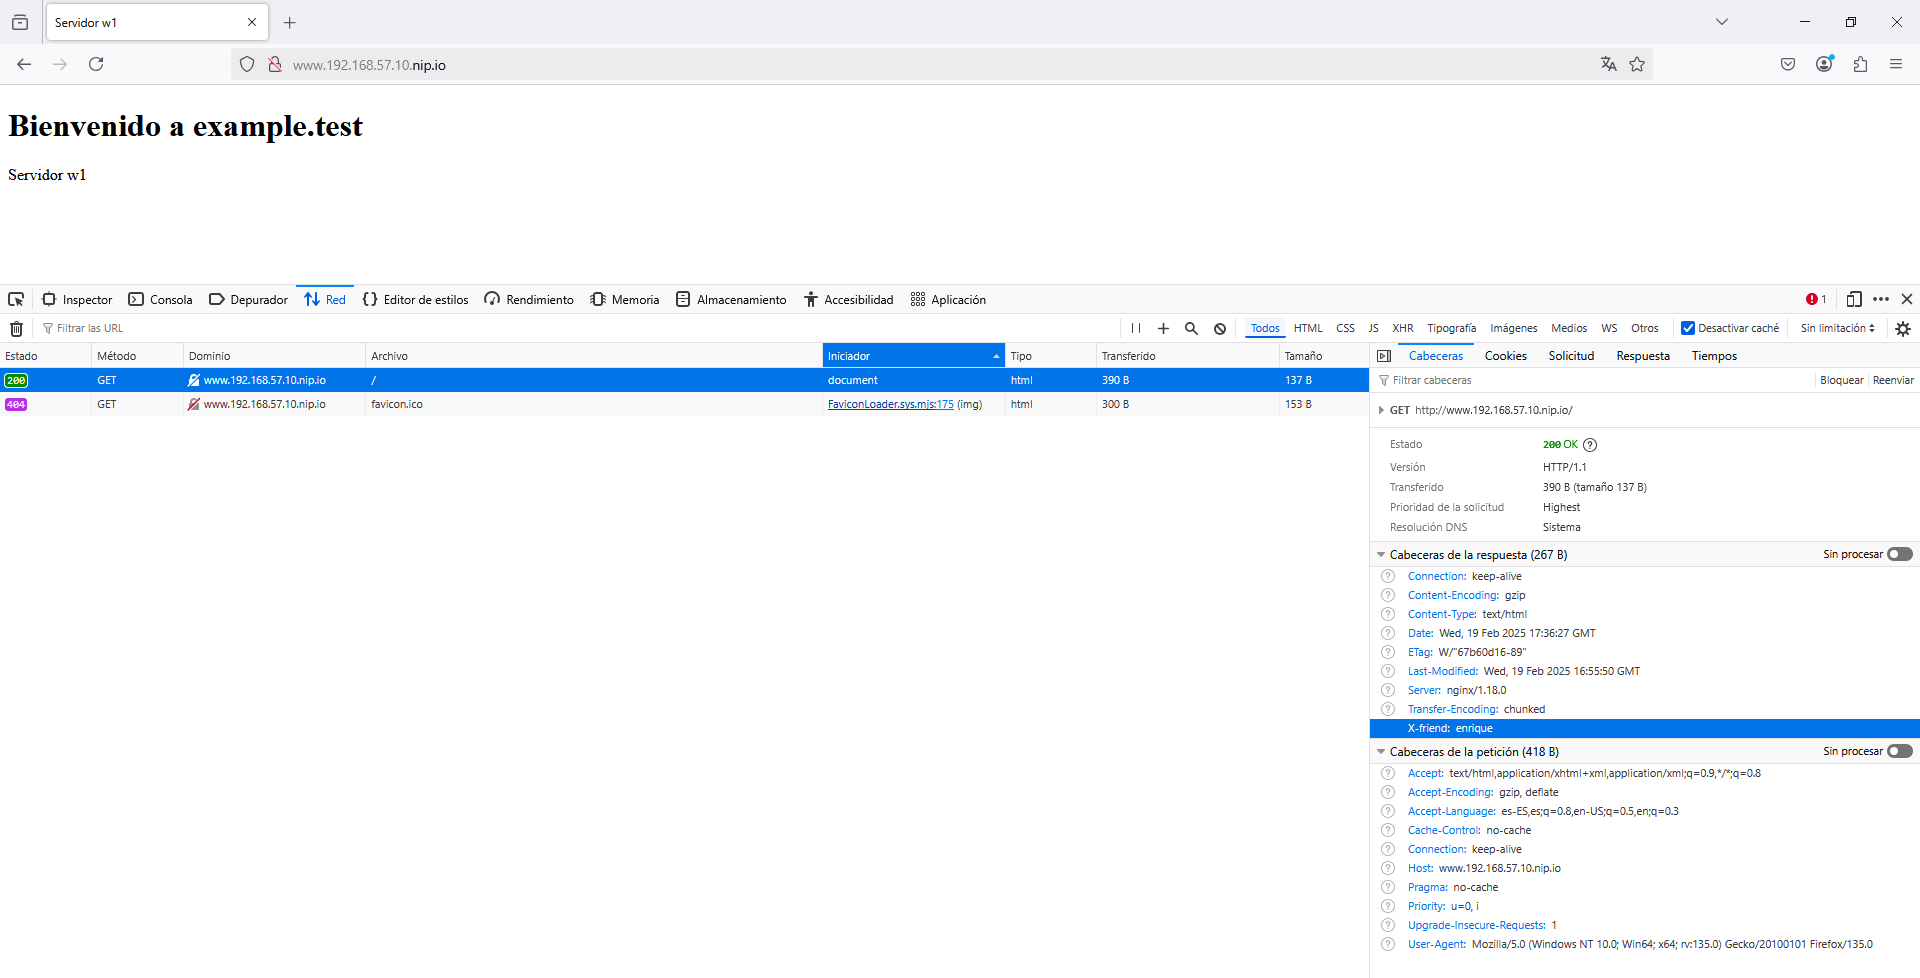 Servidor w1
www.192.168.57.10.nip.io
Bienvenido a example.test
Servidor w1
Inspector Consola Depurador Red Editor de estilos Rendimiento Memoria Almacenamiento Accesibilidad Aplicación 1
Filtrar las URL Todos HTML CSS JS XHR Tipografía Imágenes Medios WS Otros Desactivar caché Sin limitación
Estado Método Dominio Archivo Iniciador Tipo Transferido Tamaño
200 GET www.192.168.57.10.nip.io / document html 390 B 137 B
404 GET www.192.168.57.10.nip.io favicon.ico FaviconLoader.sys.mjs:175 (img) html 300 B 153 B
Cabeceras Cookies Solicitud Respuesta Tiempos
Filtrar cabeceras Bloquear Reenviar
GET http://www.192.168.57.10.nip.io/
Estado 200 OK
Versión HTTP/1.1
Transferido 390 B (tamaño 137 B)
Prioridad de la solicitud Highest
Resolución DNS Sistema
Cabeceras de la respuesta (267 B) Sin procesar
Connection: keep-alive
Content-Encoding: gzip
Content-Type: text/html
Date: Wed, 19 Feb 2025 17:36:27 GMT
ETag: W/"67b60d16-89"
Last-Modified: Wed, 19 Feb 2025 16:55:50 GMT
Server: nginx/1.18.0
Transfer-Encoding: chunked
X-friend: enrique
Cabeceras de la petición (418 B) Sin procesar
Accept: text/html,application/xhtml+xml,application/xml;q=0.9,*/*;q=0.8
Accept-Encoding: gzip, deflate
Accept-Language: es-ES,es;q=0.8,en-US;q=0.5,en;q=0.3
Cache-Control: no-cache
Connection: keep-alive
Host: www.192.168.57.10.nip.io
Pragma: no-cache
Priority: u=0, i
Upgrade-Insecure-Requests: 1
User-Agent: Mozilla/5.0 (Windows NT 10.0; Win64; x64; rv:135.0) Gecko/20100101 Firefox/135.0